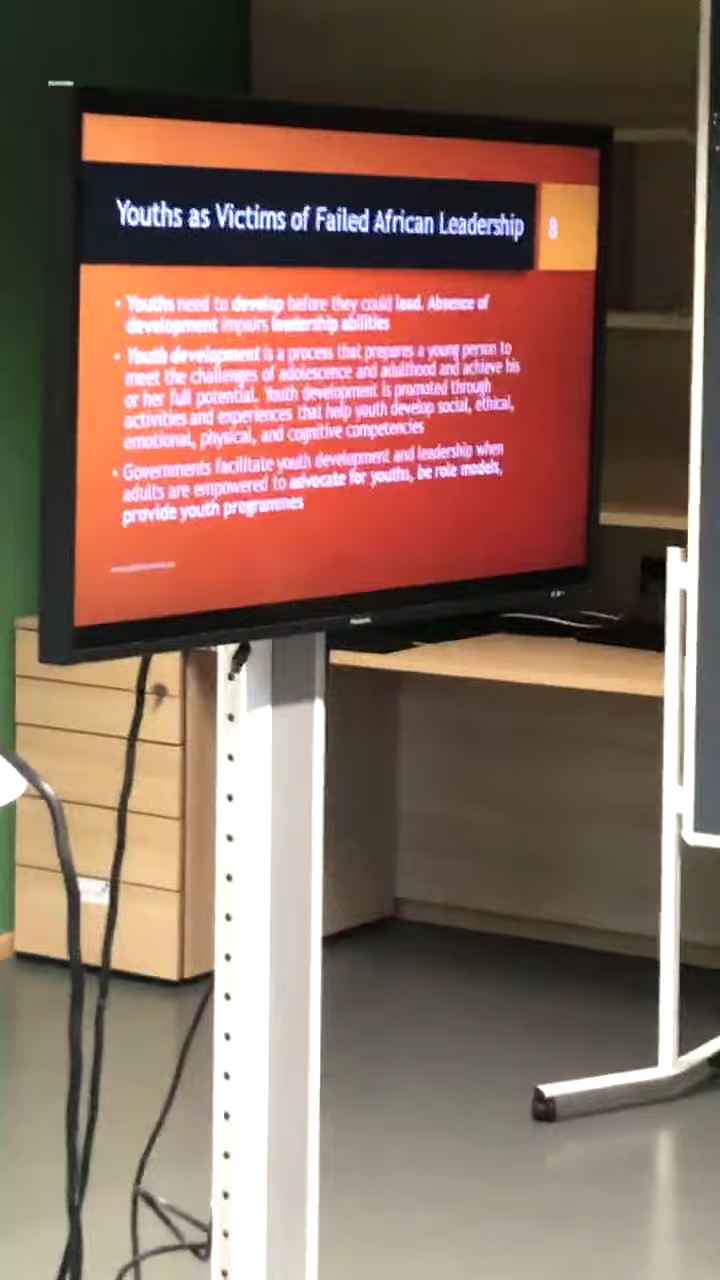 Youths as Victims of Failed African Leadership
8
• Youths need to develop before they could lead. Absence of
development impairs leadership abilities
• Youth development is a process that prepares a young person to
meet the challenges of adolescence and adulthood and achieve his
or her full potential. Youth development is promoted through
activities and experiences that help youth develop social, ethical,
emotional, physical, and cognitive competencies
• Governments facilitate youth development and leadership when
adults are empowered to advocate for youths, be role models,
provide youth programmes